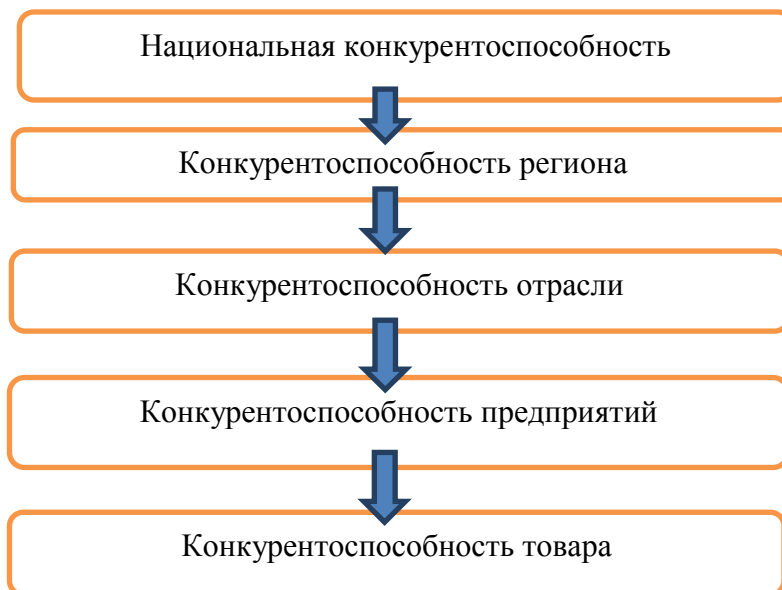 Национальная конкурентоспособность
Конкурентоспособность региона
Конкурентоспособность отрасли
Конкурентоспособность предприятий
Конкурентоспособность товара